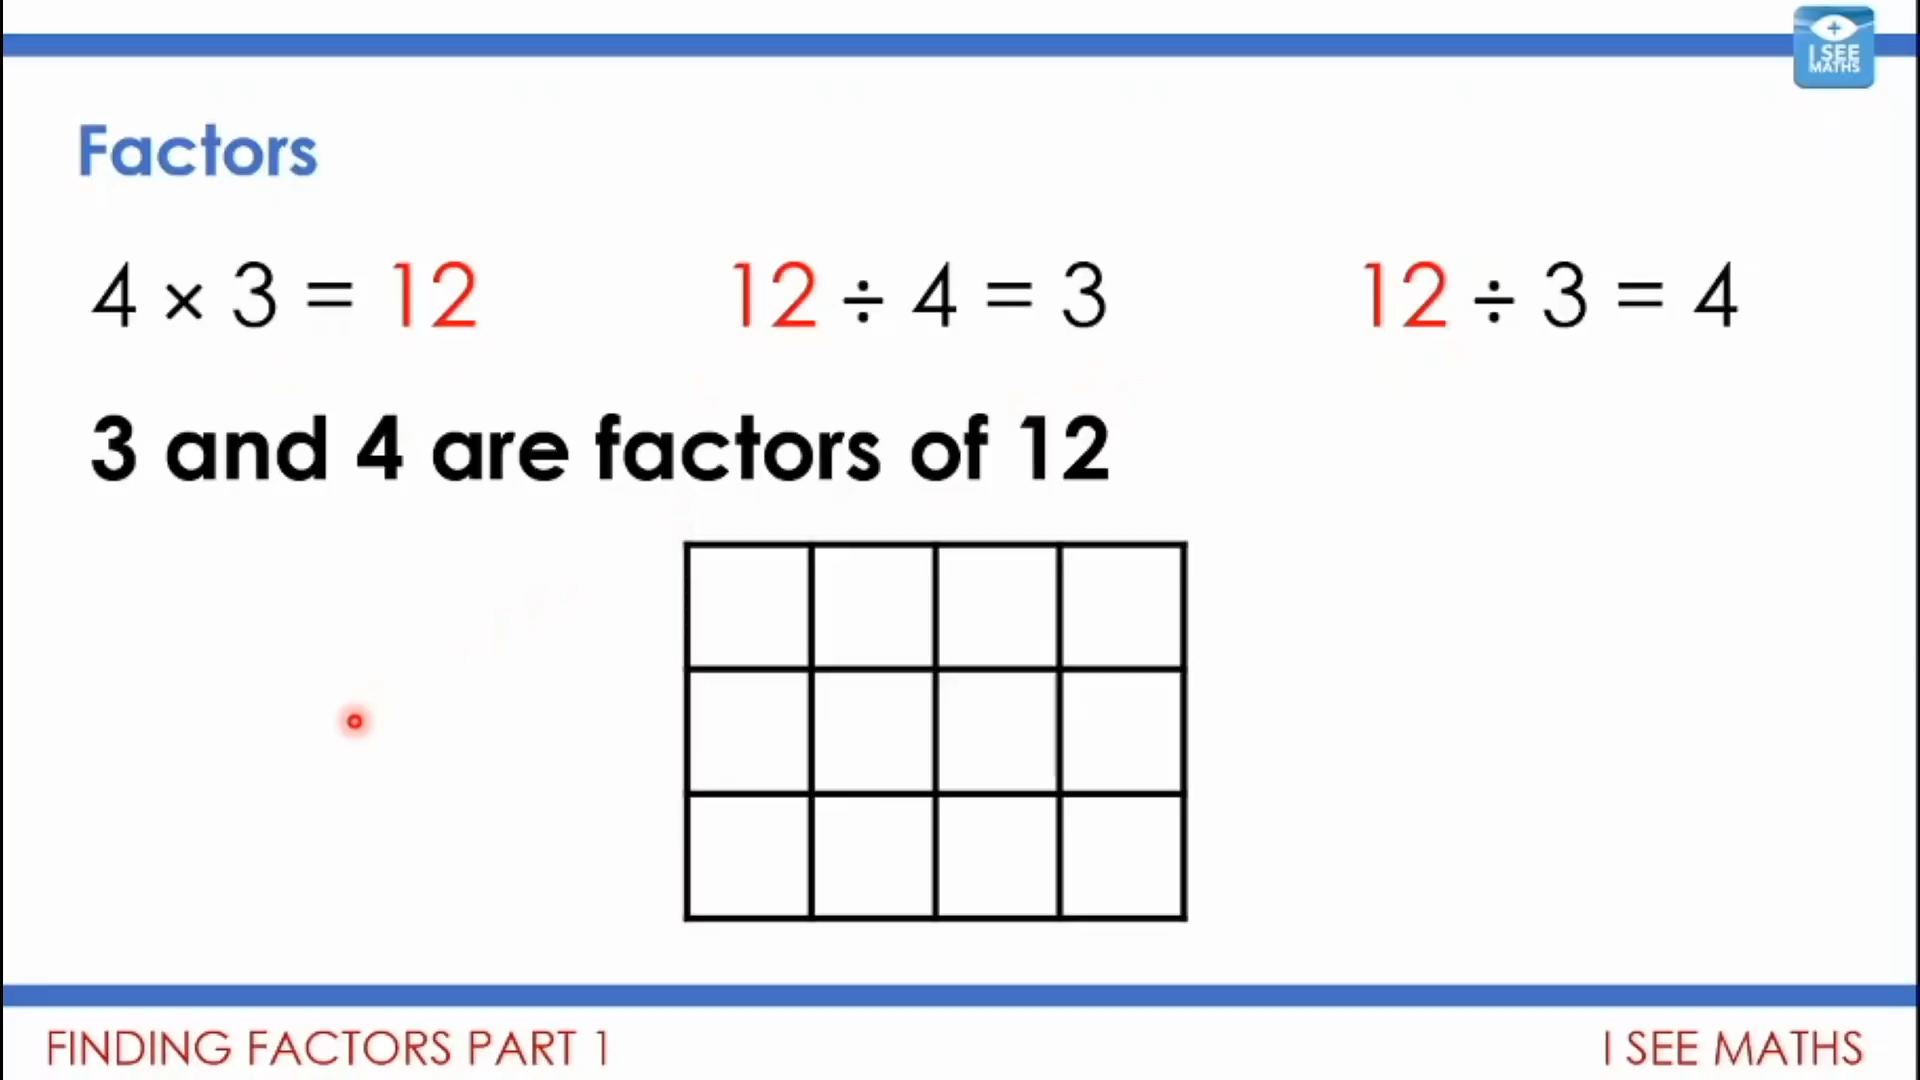 I SEE
MATHS
Factors
4 × 3 = 12
12 ÷ 4 = 3
12 ÷ 3 = 4
3 and 4 are factors of 12
FINDING FACTORS PART 1
I SEE MATHS